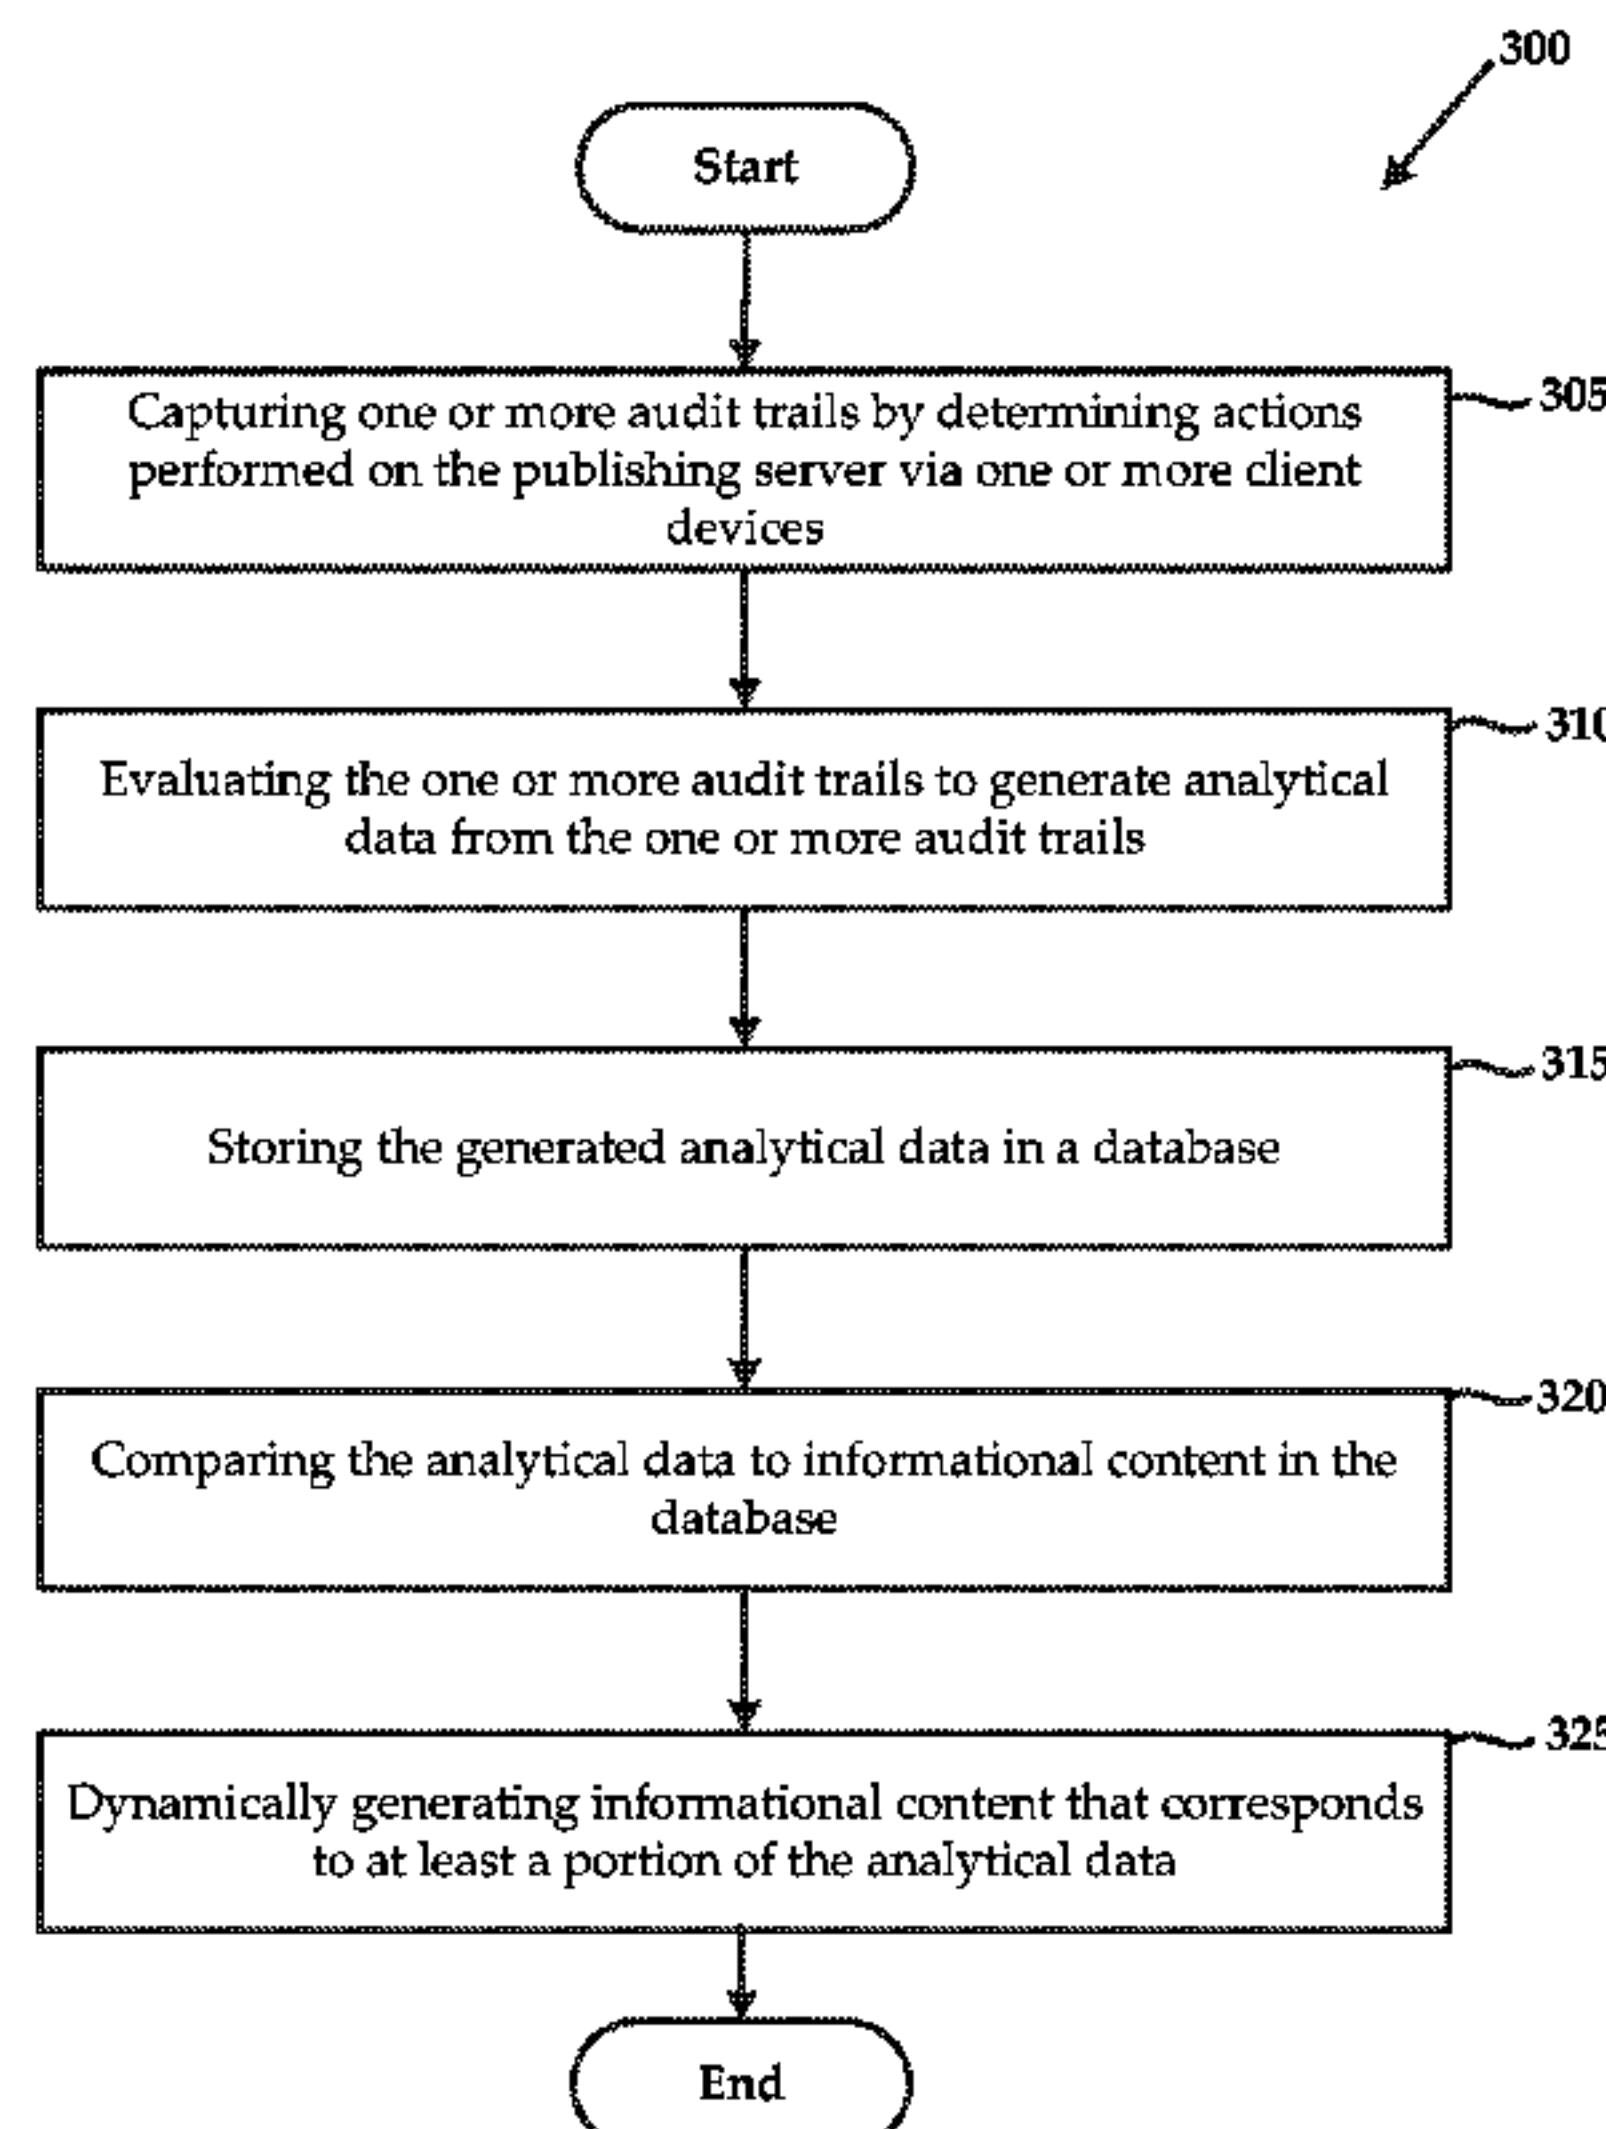 300
Start
Capturing one or more audit trails by determining actions
performed on the publishing server via one or more client
devices
305
Evaluating the one or more audit trails to generate analytical
data from the one or more audit trails
310
Storing the generated analytical data in a database
315
Comparing the analytical data to informational content in the
database
320
Dynamically generating informational content that corresponds
to at least a portion of the analytical data
325
End